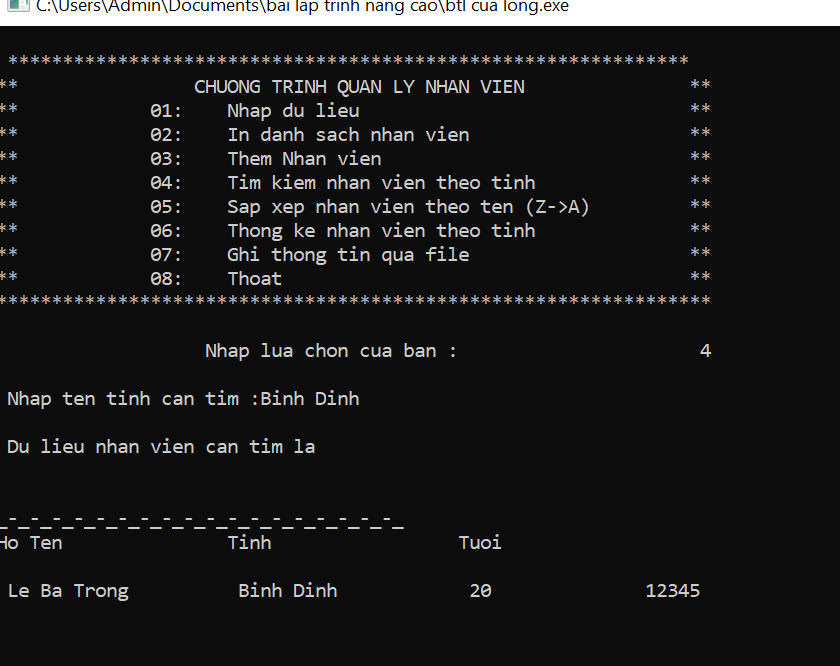 C:\Users\Admin\Documents\bai lap trinh nang cao\btl cua long.exe
**************************************************************
** CHUONG TRINH QUAN LY NHAN VIEN **
** 01: Nhap du lieu **
** 02: In danh sach nhan vien **
** 03: Them Nhan vien **
** 04: Tim kiem nhan vien theo tinh **
** 05: Sap xep nhan vien theo ten (Z->A) **
** 06: Thong ke nhan vien theo tinh **
** 07: Ghi thong tin qua file **
** 08: Thoat **
*****************************************************************
Nhap lua chon cua ban : 4
Nhap ten tinh can tim :Binh Dinh
Du lieu nhan vien can tim la
_-_-_-_-_-_-_-_-_-_-_-_-_-_-_-_-_-_-_
Ho Ten Tinh Tuoi
Le Ba Trong Binh Dinh 20 12345